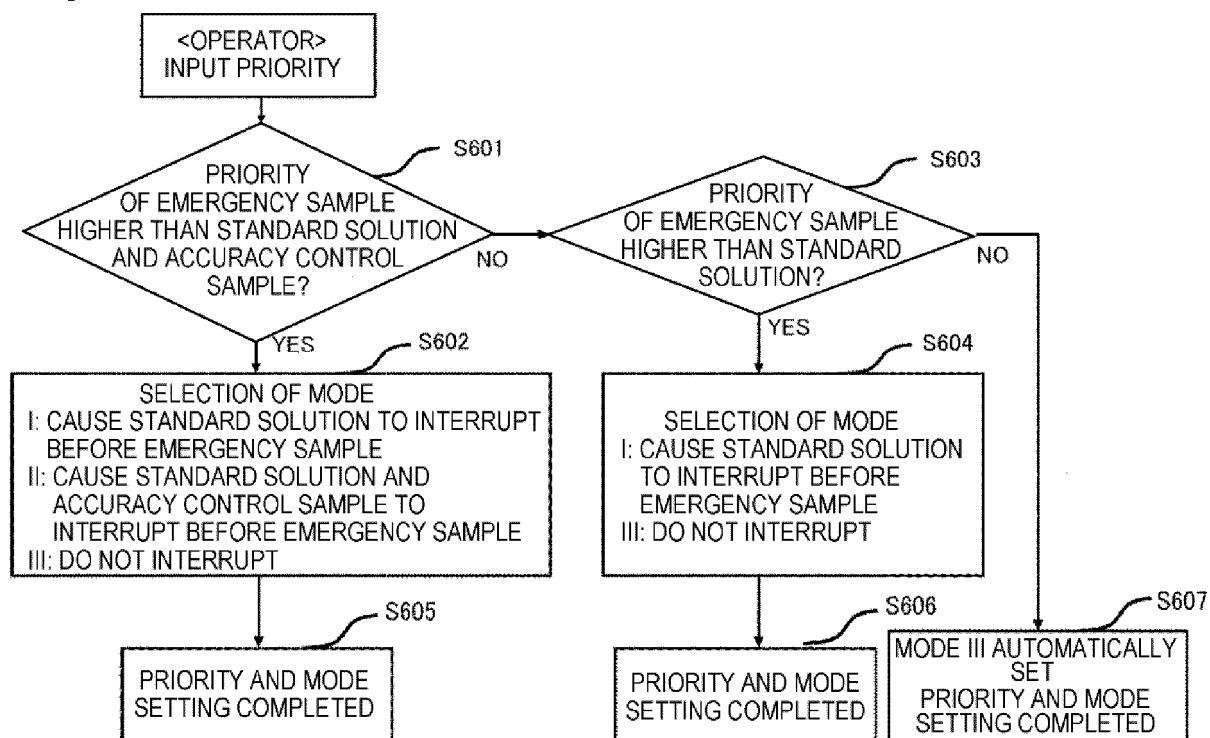 <OPERATOR>
INPUT PRIORITY
S601
PRIORITY
OF EMERGENCY SAMPLE
HIGHER THAN STANDARD SOLUTION
AND ACCURACY CONTROL
SAMPLE?
NO
YES
S603
PRIORITY
OF EMERGENCY SAMPLE
HIGHER THAN STANDARD
SOLUTION?
NO
YES
S602
SELECTION OF MODE
I: CAUSE STANDARD SOLUTION TO INTERRUPT
BEFORE EMERGENCY SAMPLE
II: CAUSE STANDARD SOLUTION AND
ACCURACY CONTROL SAMPLE TO
INTERRUPT BEFORE EMERGENCY SAMPLE
III: DO NOT INTERRUPT
S604
SELECTION OF MODE
I: CAUSE STANDARD SOLUTION
TO INTERRUPT BEFORE
EMERGENCY SAMPLE
III: DO NOT INTERRUPT
S605
PRIORITY AND MODE
SETTING COMPLETED
S606
PRIORITY AND MODE
SETTING COMPLETED
S607
MODE III AUTOMATICALLY
SET
PRIORITY AND MODE
SETTING COMPLETED